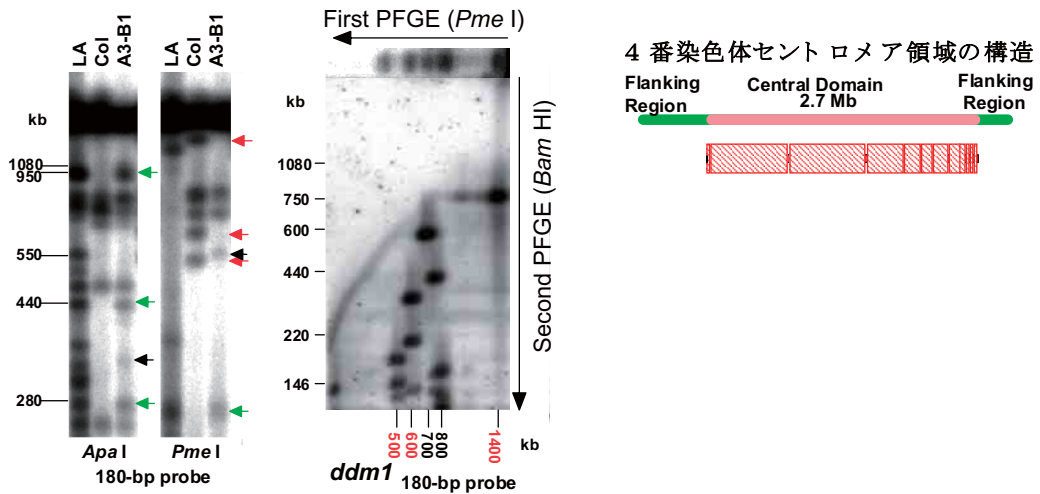 LA
Col
A3-B1
LA
Col
A3-B1
kb
1080
950
550
440
280
Apa I
Pme I
180-bp probe
First PFGE (Pme I)
kb
1080
750
600
440
220
146
Second PFGE (Bam HI)
500
600
700
800
1400
kb
ddm1
180-bp probe
4 番染色体セントロメア領域の構造
Flanking Region
Central Domain
2.7 Mb
Flanking Region